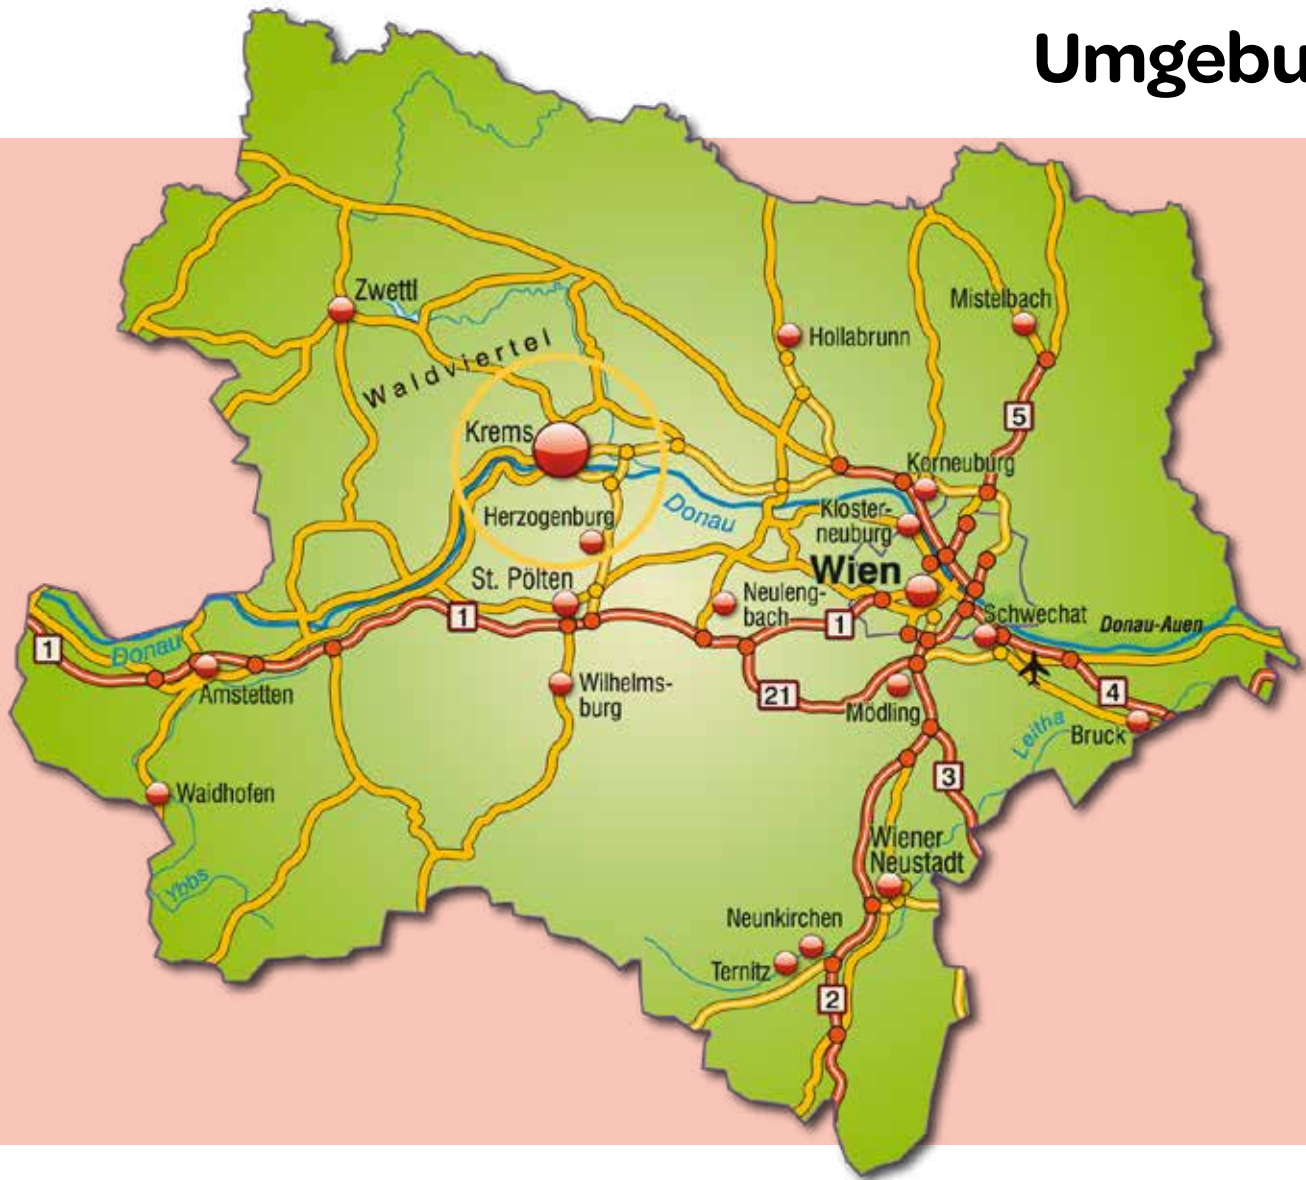 Umgebu
Zwettl
Waldviertel
Mistelbach
Hollabrunn
5
Krems
Korneuburg
Donau
Kloster-
neuburg
Herzogenburg
Wien
St. Pölten
Neuleng-
bach
Schwechat
Donau-Auen
1
1
1
Donau
Amstetten
Wilhelms-
burg
21
Mödling
4
Leitha
Bruck
3
Waidhofen
Wiener
Neustadt
Ybbs
Neunkirchen
Ternitz
2